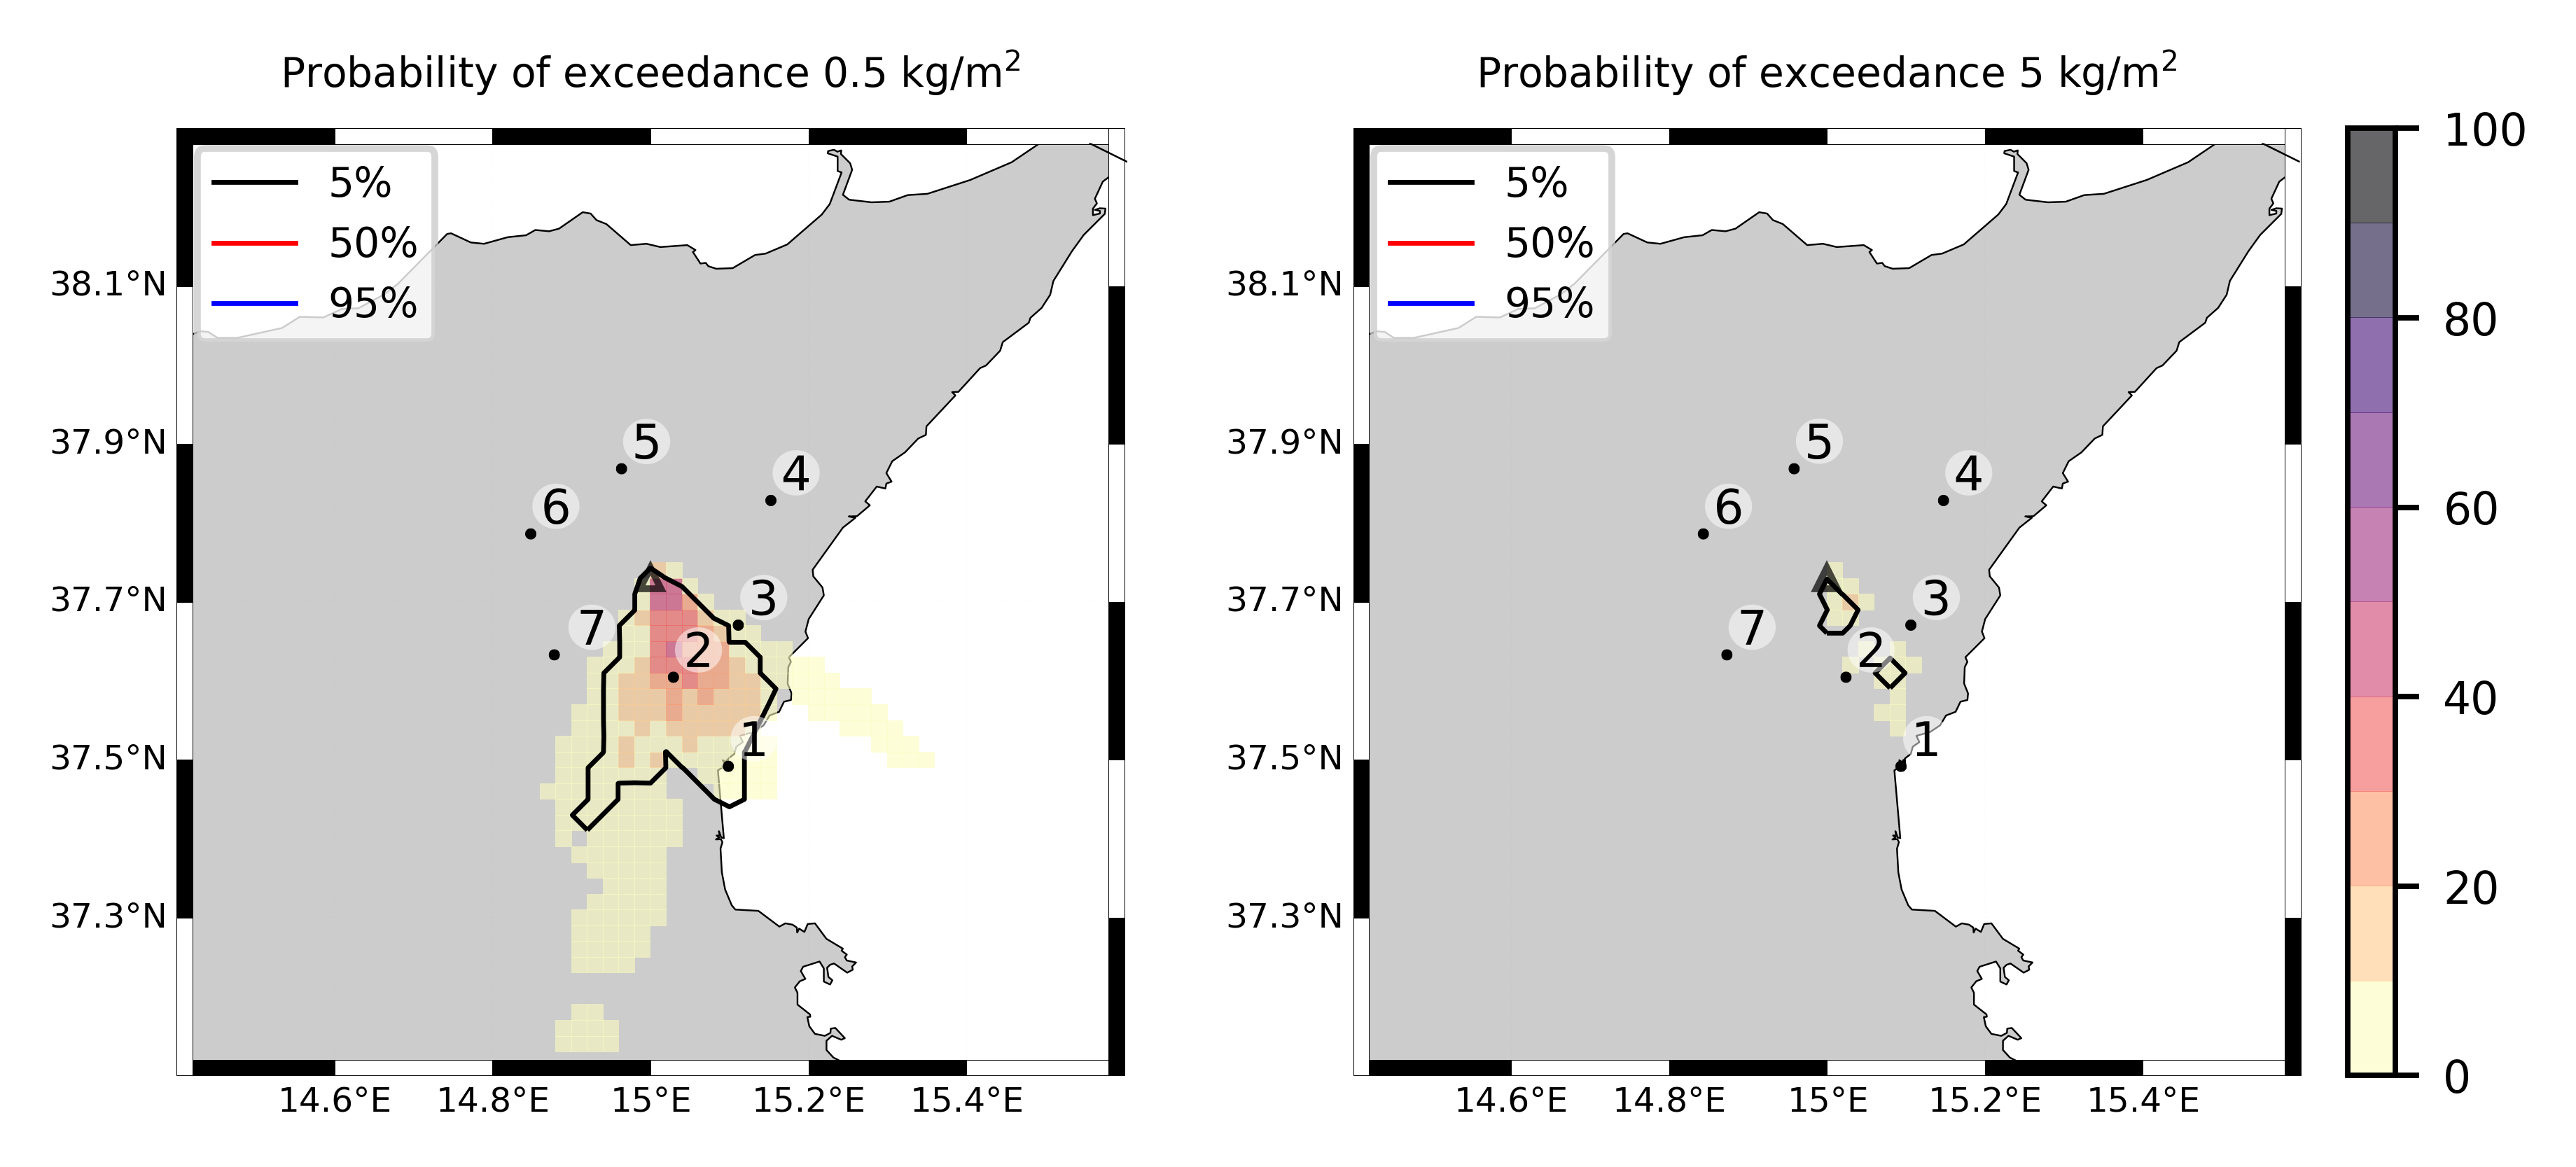 Probability of exceedance 0.5 kg/m²
5%
50%
95%
38.1°N
37.9°N
37.7°N
37.5°N
37.3°N
14.6°E 14.8°E 15°E 15.2°E 15.4°E
5
4
6
3
7
2
1
Probability of exceedance 5 kg/m²
5%
50%
95%
38.1°N
37.9°N
37.7°N
37.5°N
37.3°N
14.6°E 14.8°E 15°E 15.2°E 15.4°E
5
4
6
3
7
2
1
100
80
60
40
20
0